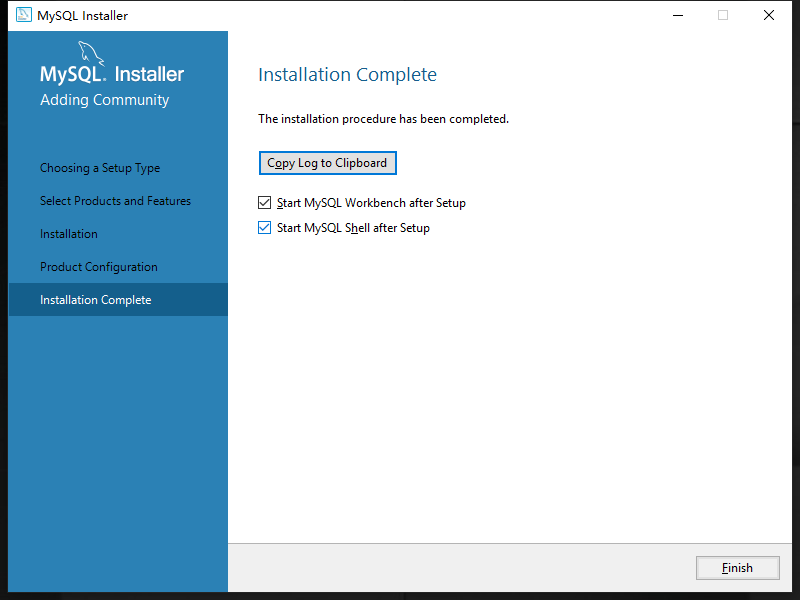 MySQL Installer
MySQL. Installer
Adding Community
Choosing a Setup Type
Select Products and Features
Installation
Product Configuration
Installation Complete
Installation Complete
The installation procedure has been completed.
Copy Log to Clipboard
Start MySQL Workbench after Setup
Start MySQL Shell after Setup
Finish